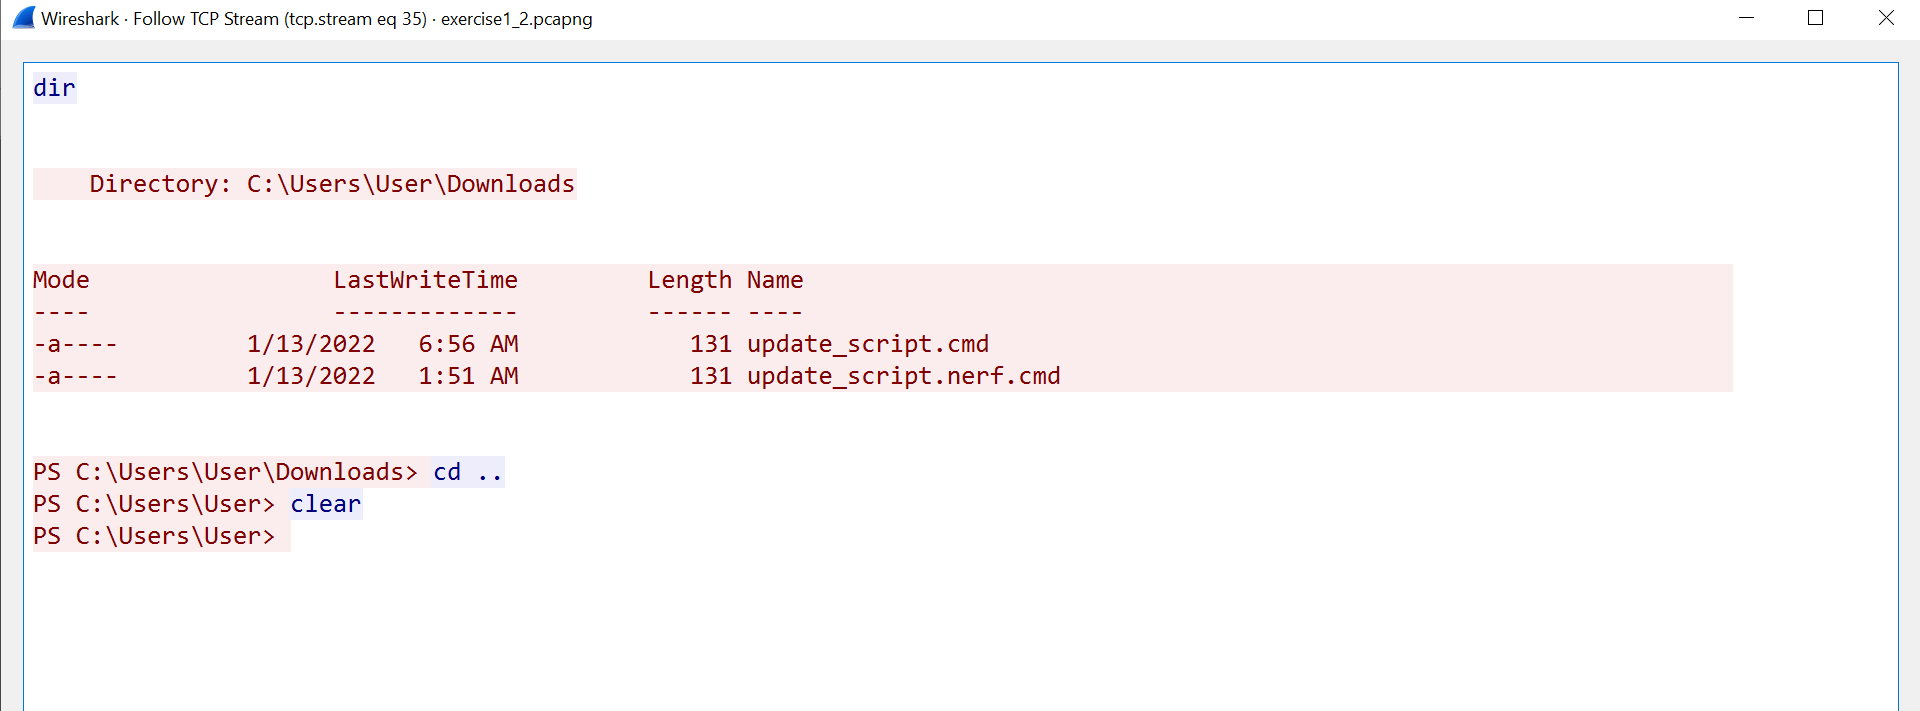 Wireshark · Follow TCP Stream (tcp.stream eq 35) · exercise1_2.pcapng
dir
    Directory: C:\Users\User\Downloads
Mode                 LastWriteTime         Length Name
----                 -------------         ------ ----
-a----         1/13/2022   6:56 AM            131 update_script.cmd
-a----         1/13/2022   1:51 AM            131 update_script.nerf.cmd
PS C:\Users\User\Downloads> cd ..
PS C:\Users\User> clear
PS C:\Users\User>